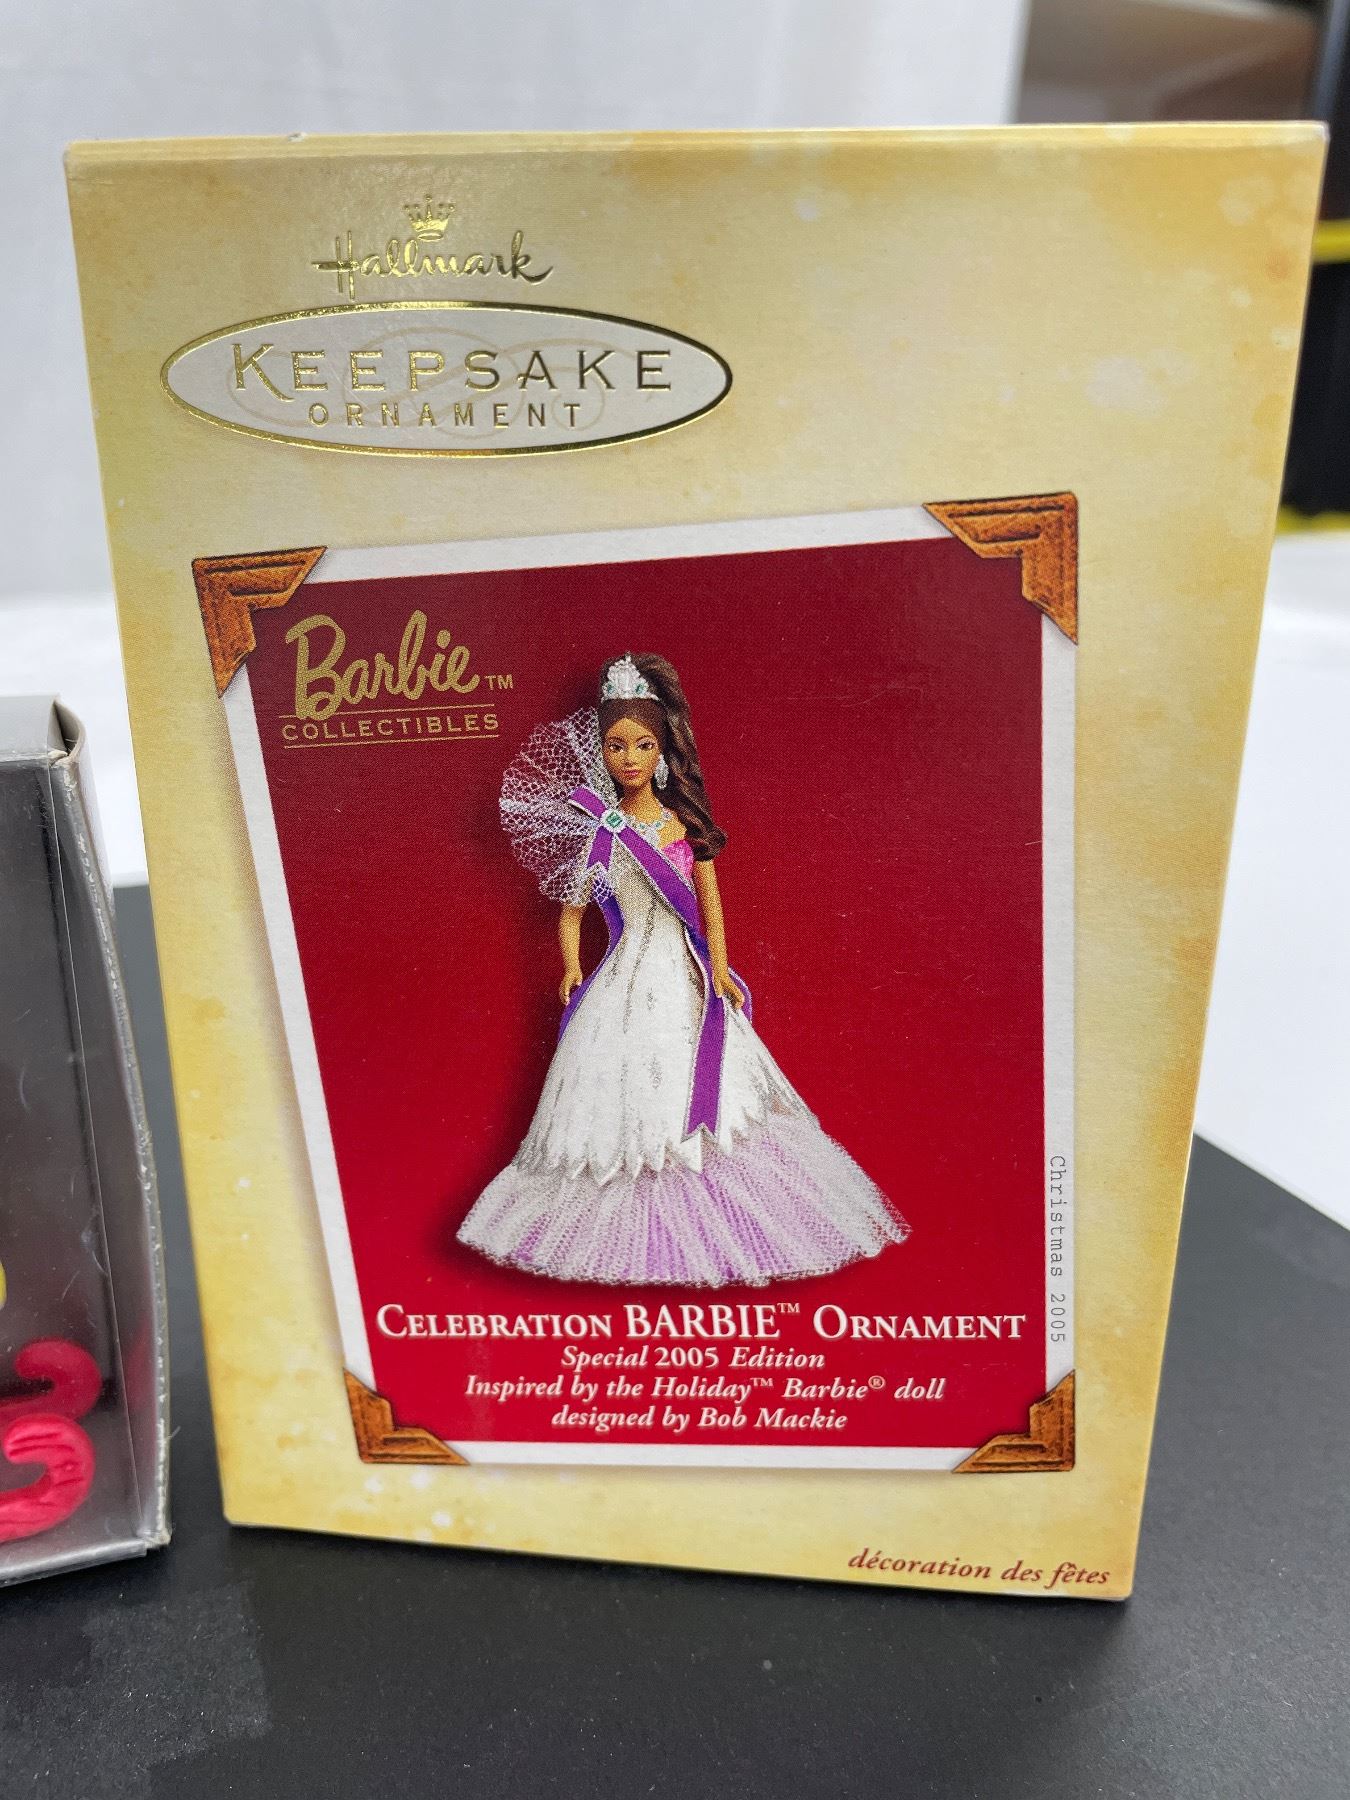 Hallmark
KEEPSAKE
ORNAMENT
Barbie™
COLLECTIBLES
Christmas 2005
CELEBRATION BARBIE™ ORNAMENT
Special 2005 Edition
Inspired by the Holiday™ Barbie® doll
designed by Bob Mackie
décoration des fêtes